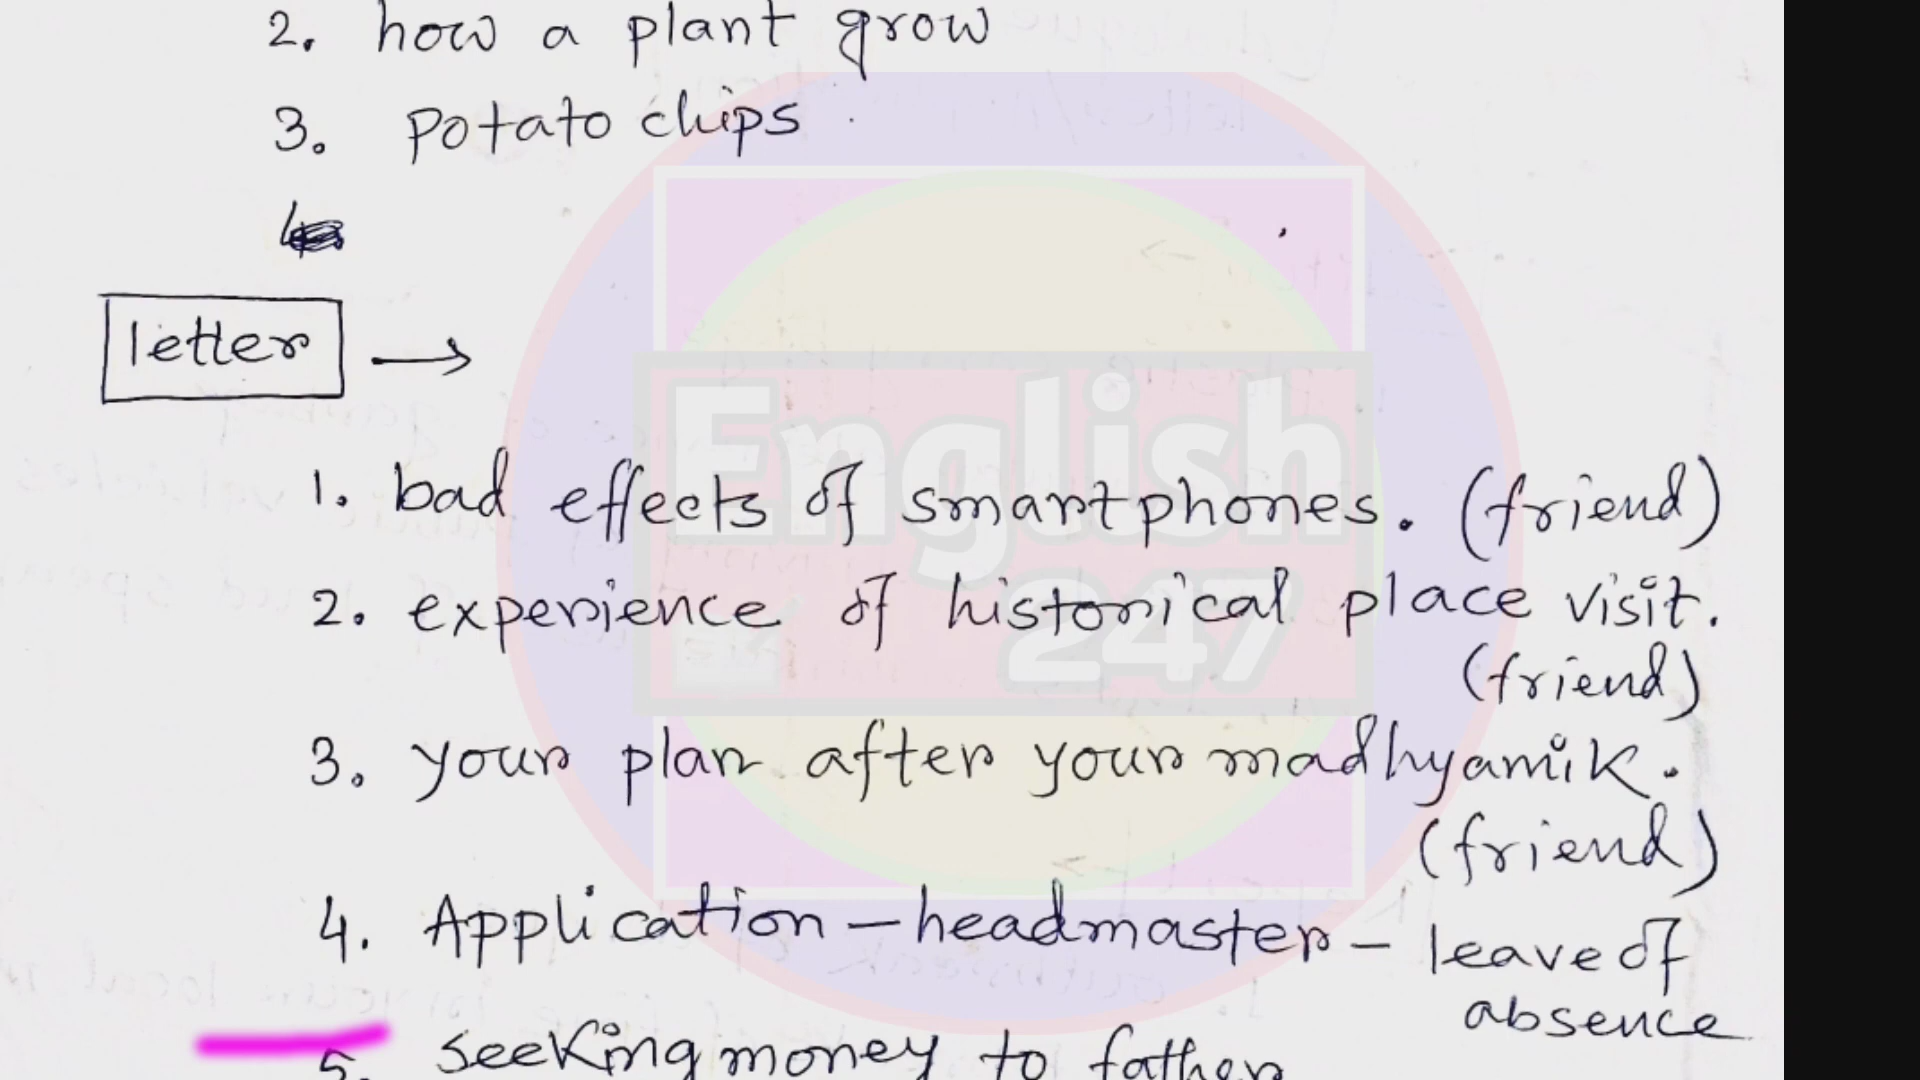 2. how a plant grow
3. potato chips
letter →
English
247
1. bad effects of smartphones. (friend)
2. experience of historical place visit.
(friend)
3. your plan after your madhyamik.
(friend)
4. Application - headmaster - leave of
absence
5. seeking money to father